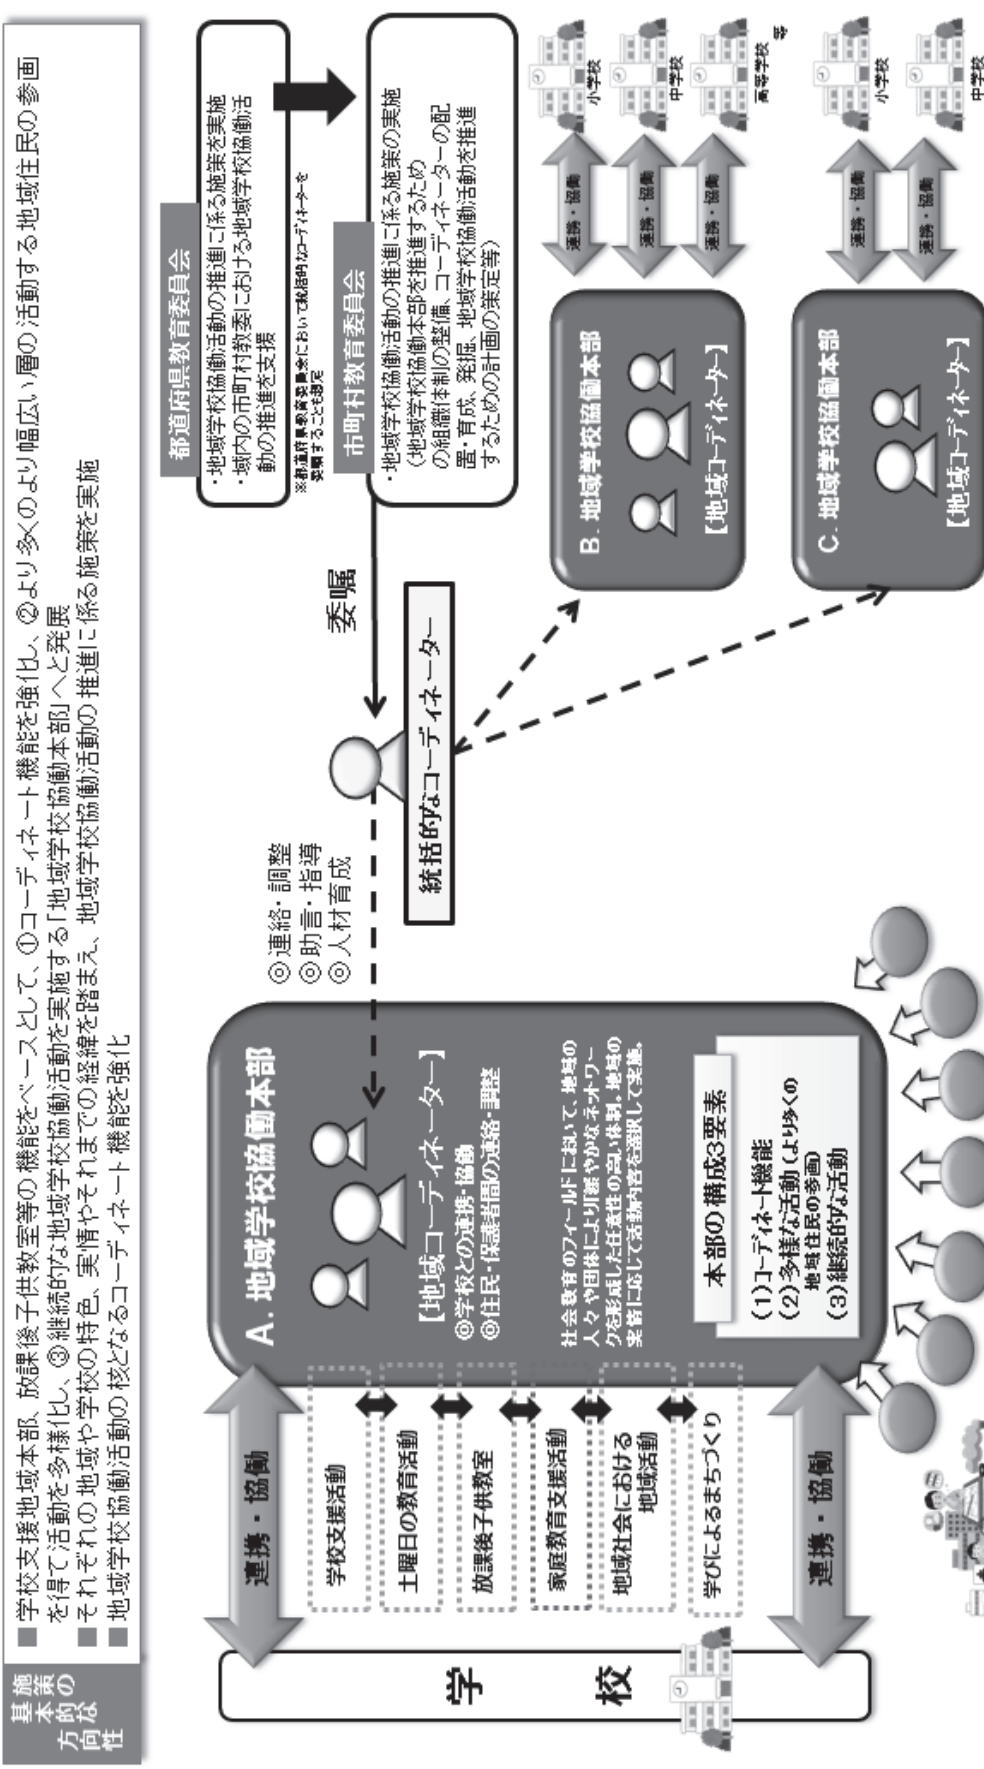 施策の
基本的な
方向性
■学校支援地域本部、放課後子供教室等の機能をベースとして、①コーディネート機能を強化し、②より多くのより幅広い層の活動する地域住民の参画
を得て活動を多様化し、③継続的な地域学校協働活動を実施する「地域学校協働本部」へと発展
■それぞれの地域や学校の特色、実情やそれまでの経緯を踏まえ、地域学校協働活動の推進に係る施策を実施
■地域学校協働活動の核となるコーディネート機能を強化
都道府県教育委員会
・地域学校協働活動の推進に係る施策を実施
・域内の市町村教委における地域学校協働活
動の推進を支援
※都道府県教育委員会において統括的なコーディネーターを
委嘱することも想定
市町村教育委員会
・地域学校協働活動の推進に係る施策の実施
（地域学校協働本部を推進するため
の組織体制の整備、コーディネーターの配
置・育成、発掘、地域学校協働活動を推進
するための計画の策定等）
委嘱
統括的なコーディネーター
◎連絡・調整
◎助言・指導
◎人材育成
A. 地域学校協働本部
【地域コーディネーター】
◎学校との連携・協働
◎住民・保護者間の連絡・調整
社会教育のフィールドにおいて、地域の
人々や団体により「緩やかなネットワー
ク」を形成した任意性の高い体制。地域の
実情に応じて活動内容を選択して実施。
本部の構成3要素
(1)コーディネート機能
(2)多様な活動（より多くの
地域住民の参画）
(3)継続的な活動
連携・協働
学校支援活動
土曜日の教育活動
放課後子供教室
家庭教育支援活動
地域社会における
地域活動
学びによるまちづくり
連携・協働
学校
B. 地域学校協働本部
【地域コーディネーター】
連携・協働
小学校
連携・協働
中学校
連携・協働
高等学校
等
C. 地域学校協働本部
【地域コーディネーター】
連携・協働
小学校
連携・協働
中学校